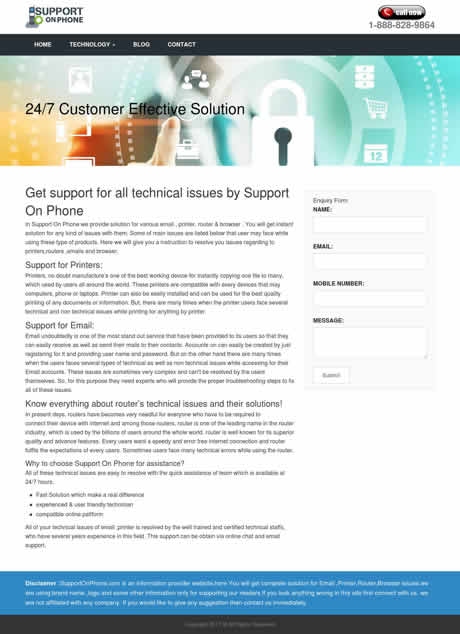 SUPPORT
ON PHONE
call now
1-888-828-9864
HOME TECHNOLOGY BLOG CONTACT
24/7 Customer Effective Solution
12
Get support for all technical issues by Support
On Phone
In Support On Phone we provide solution for various email , printer, router & browser . You will get instant
solution for any kind of issues with them. Some of main issues are listed below that user may face while
using these type of products. Here we will give you a instruction to resolve you issues regarding to
printers,routers ,emails and browser.
Support for Printers:
Printers, no doubt manufacture's one of the best working device for instantly copying one file to many,
which used by users all around the world. These printers are compatible with every devices that may
computers, phone or laptops. Printer can also be easily installed and can be used for the best quality
printing of any documents or information. But, there are many times when the printer users face several
technical and non technical issues while printing for anything by printer.
Support for Email:
Email undoubtedly is one of the most stand out service that have been provided to its users so that they
can easily receive as well as send their mails to their contacts. Accounts on can easily be created by just
registaring for it and providing user name and password. But on the other hand there are many times
when the users faces several types of technical as well as non technical issues while accessing for their
Email accounts. These issues are sometimes very complex and can't be resolved by the users
themselves. So, for this purpose they need experts who will provide the proper troubleshooting steps to fix
all of these issues.
Know everything about router's technical issues and their solutions!
In present days, routers have becomes very needful for everyone who have to be required to
connect their device with internet and among those routers, router is one of the leading name in the router
industry, which is used by the billions of users around the whole world. router is well known for its superior
quality and advance features. Every users want a speedy and error free internet connection and router
fulfils the expectations of every users. Sometimes users face many technical errors while using the router.
Why to choose Support On Phone for assistance?
All of these technical issues are easy to resolve with the quick assistance of team which is available at
24/7 hours.
Fast Solution which make a real difference
experienced & user friendly technician
compatible online paltform
All of your technical issues of email ,printer is resolved by the well trained and certified technical staffs,
who have several years experience in this field. This support can be obtain via online chat and email
support.
Enquiry Form
NAME:
EMAIL:
MOBILE NUMBER:
MESSAGE:
Submit
Disclamer :SupportOnPhone.com is an information provider website,here You will get complete solution for Email ,Printer,Router,Browser issues.we
are using brand name ,logo and some other information only for supporting our readers.If you look anything worng in this site first connect with us. we
are not affiliated with any company. If you would like to give any suggestion then contact us immediately.
All Rights Reserved